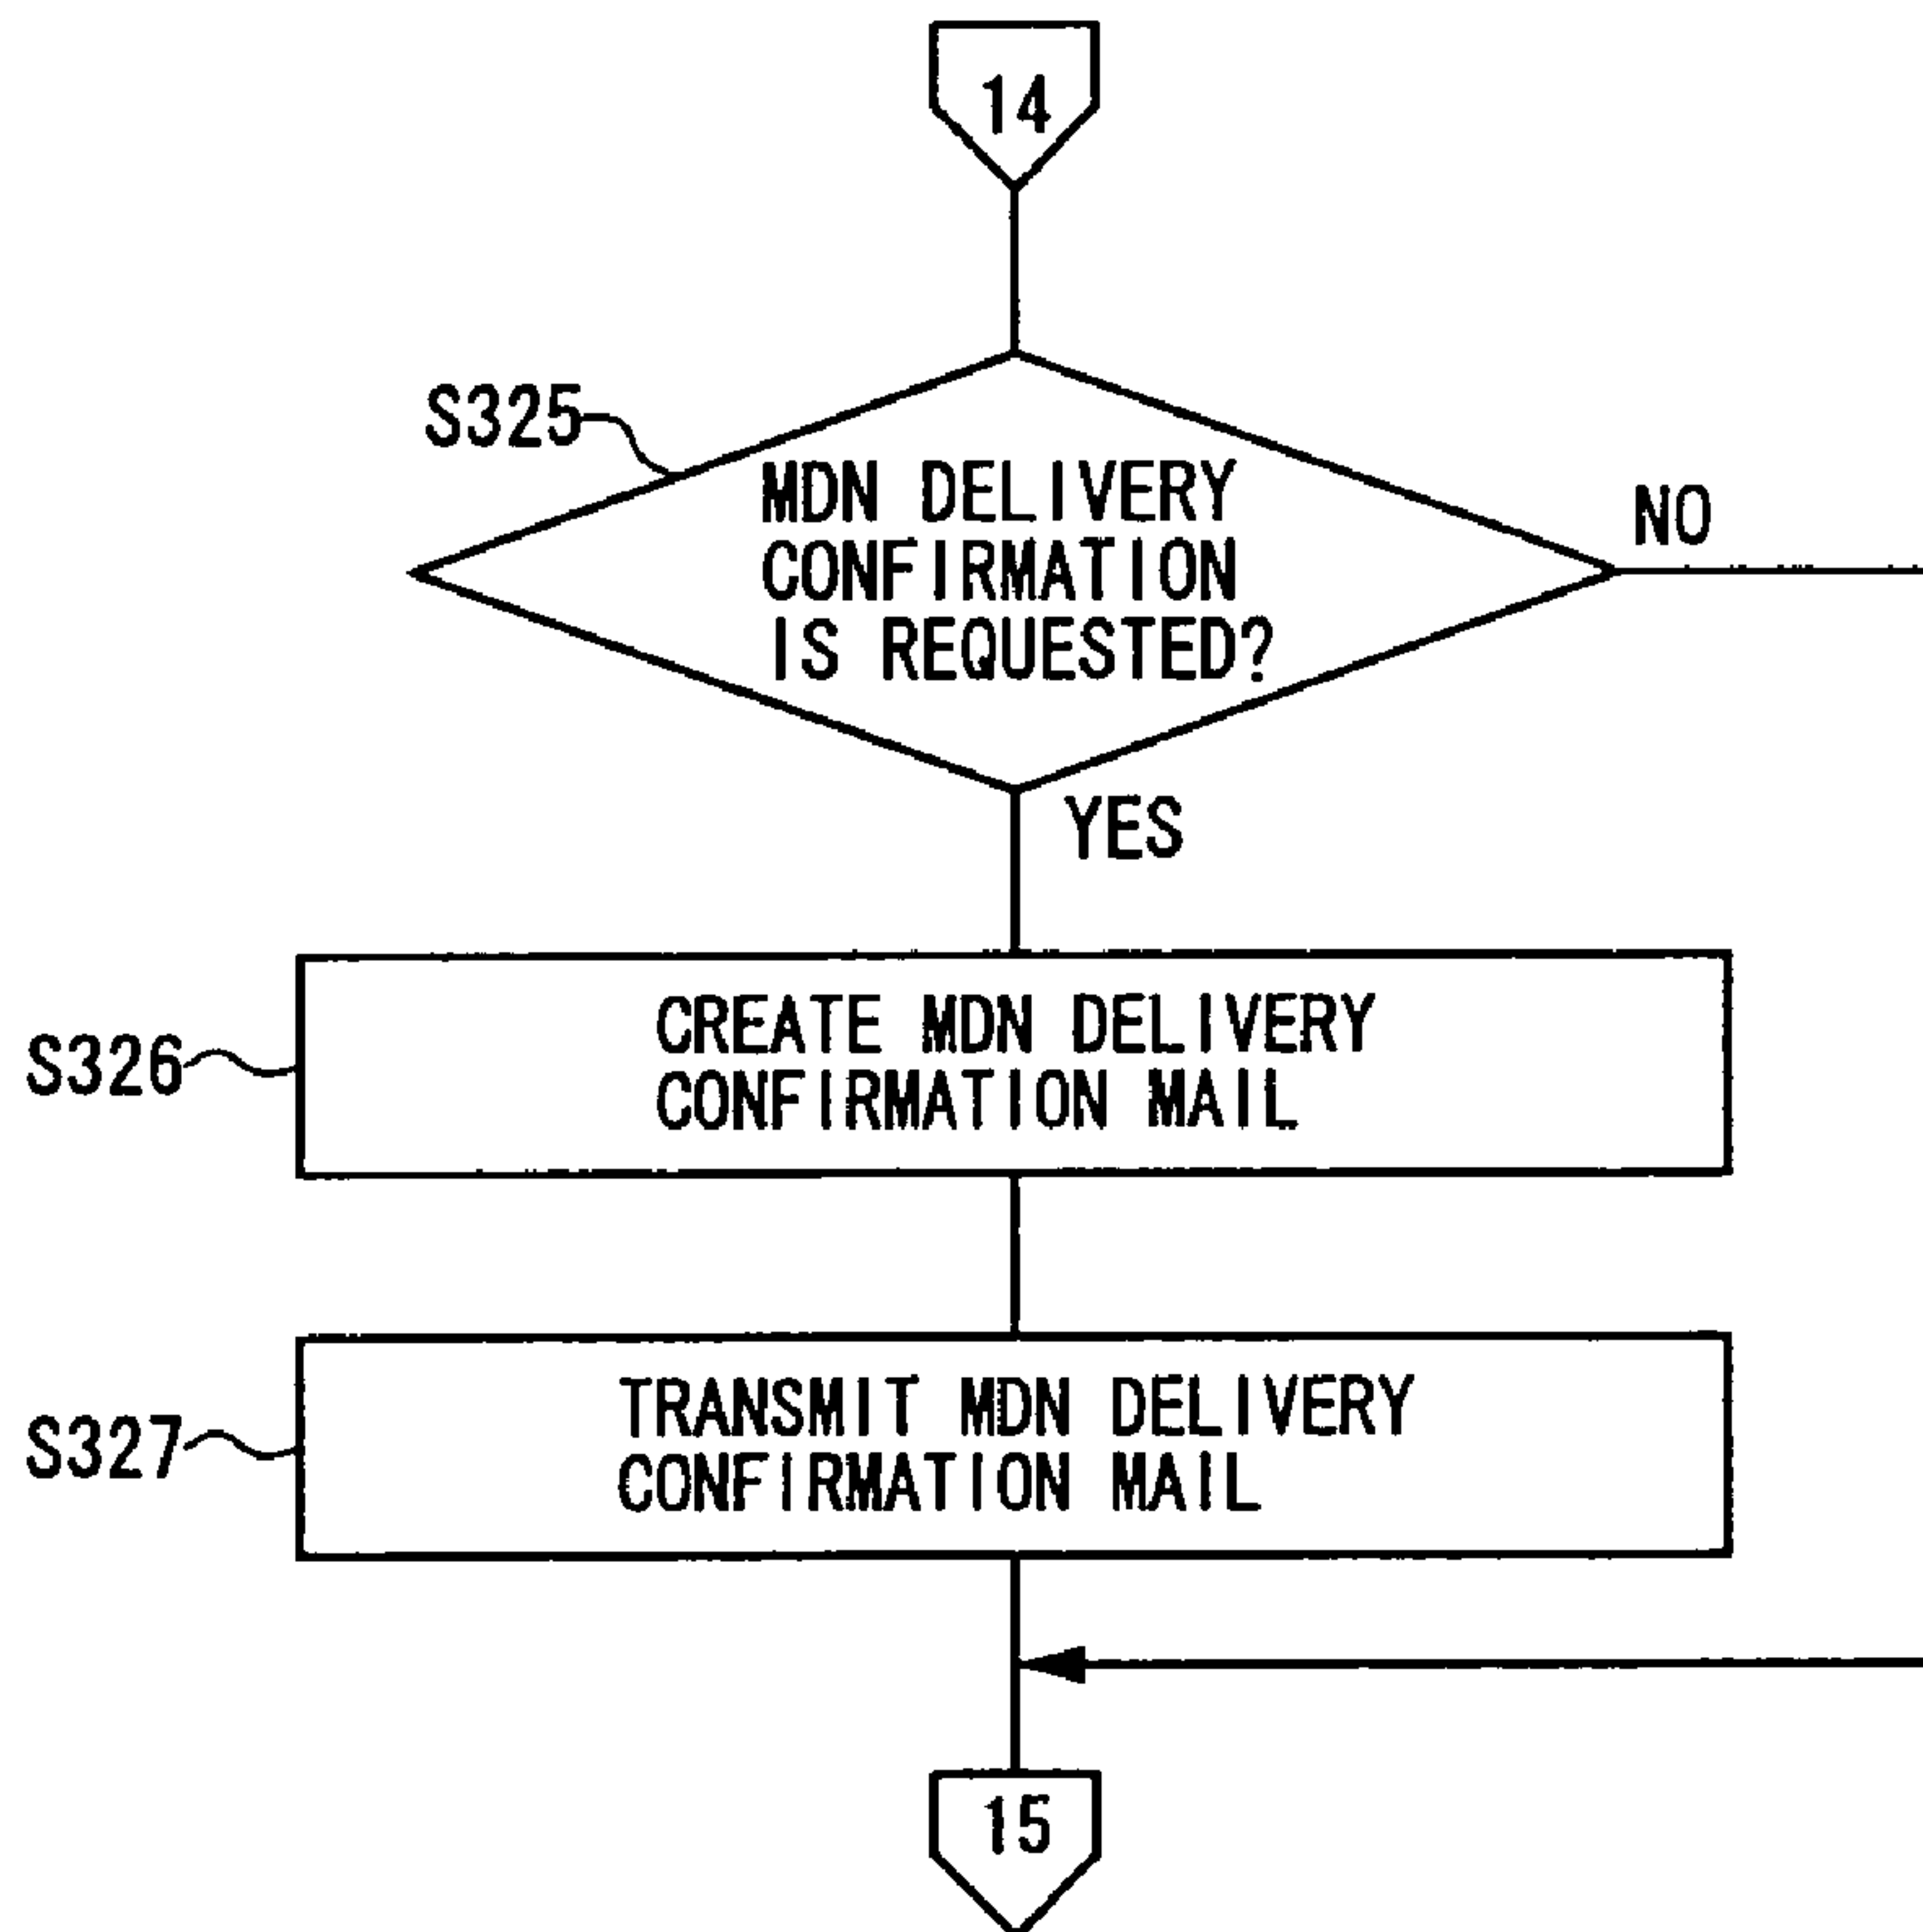 14
S325
MDN DELIVERY
CONFIRMATION
IS REQUESTED?
NO
YES
S326
CREATE MDN DELIVERY
CONFIRMATION MAIL
S327
TRANSMIT MDN DELIVERY
CONFIRMATION MAIL
15